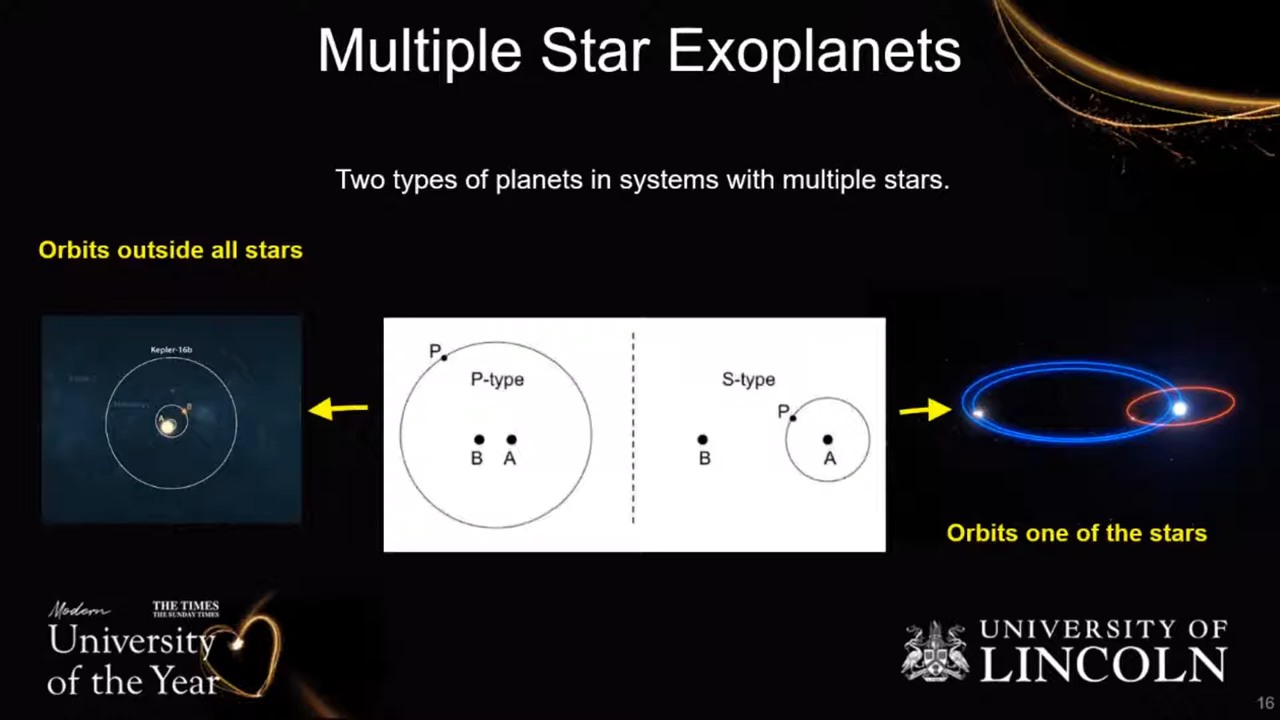 Multiple Star Exoplanets
Two types of planets in systems with multiple stars.
Orbits outside all stars
Kepler-16b
A
B
P
P-type
B
A
S-type
P
B
A
Orbits one of the stars
Modern
THE TIMES
THE SUNDAY TIMES
University
of the Year
UNIVERSITY OF
LINCOLN
16